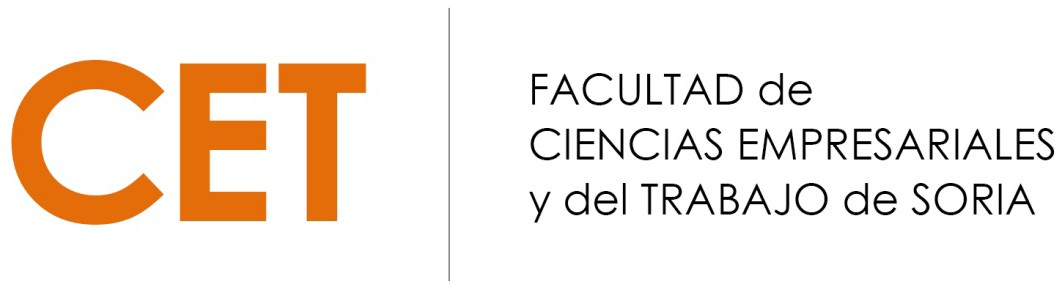 CET
FACULTAD de
CIENCIAS EMPRESARIALES
y del TRABAJO de SORIA